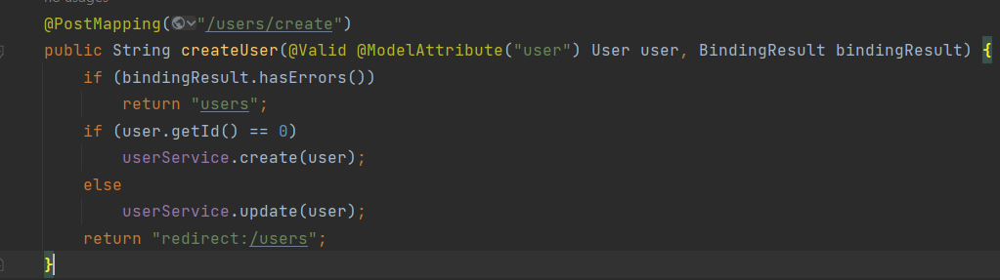 no usages
@PostMapping("/users/create")
public String createUser(@Valid @ModelAttribute("user") User user, BindingResult bindingResult) {
if (bindingResult.hasErrors())
return "users";
if (user.getId() == 0)
userService.create(user);
else
userService.update(user);
return "redirect:/users";
}